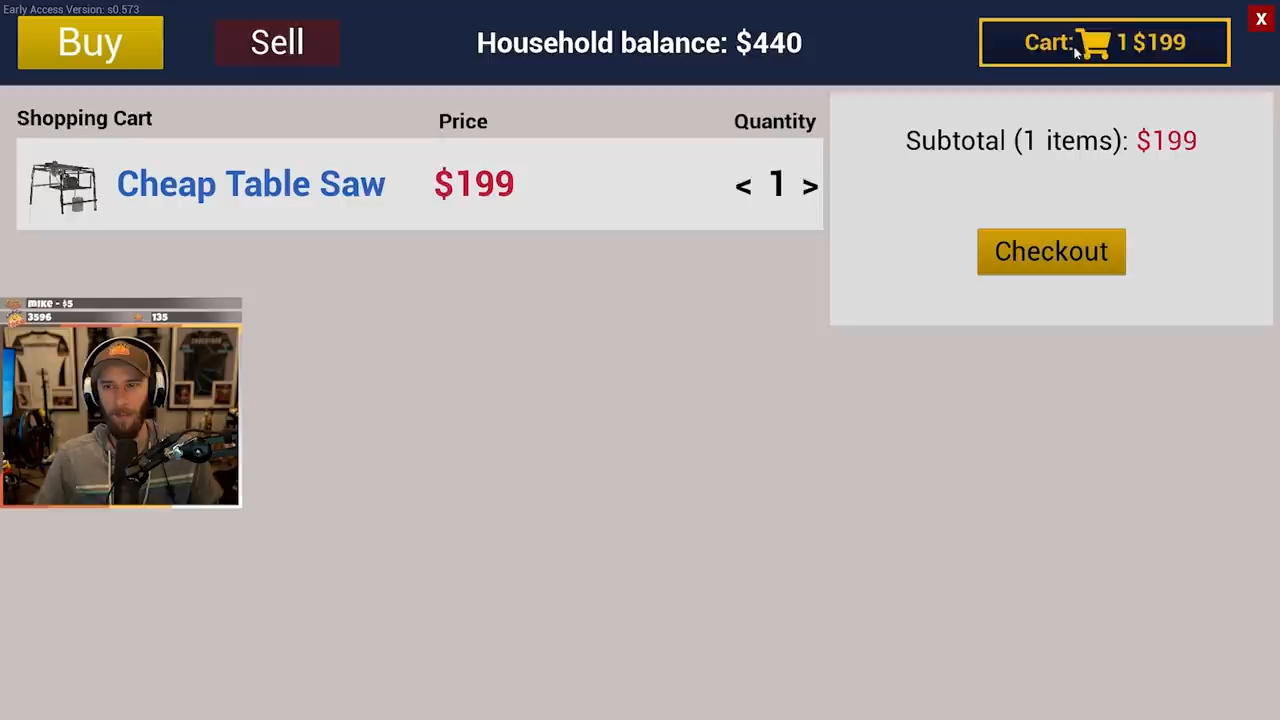 Early Access Version: s0.573
Buy
Sell
Household balance: $440
Cart: 1 $199
X
Shopping Cart
Price
Quantity
Cheap Table Saw
$199
< 1 >
Subtotal (1 items): $199
Checkout
MIKE - $5
3596
135